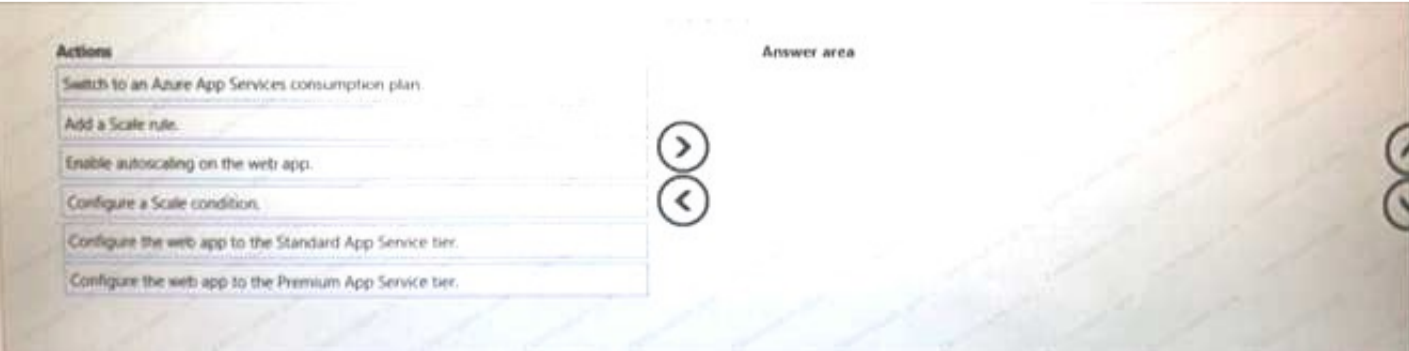 Actions
Answer area
Switch to an Azure App Services consumption plan.
Add a Scale rule.
Enable autoscaling on the web app.
Configure a Scale condition.
Configure the web app to the Standard App Service tier.
Configure the web app to the Premium App Service tier.